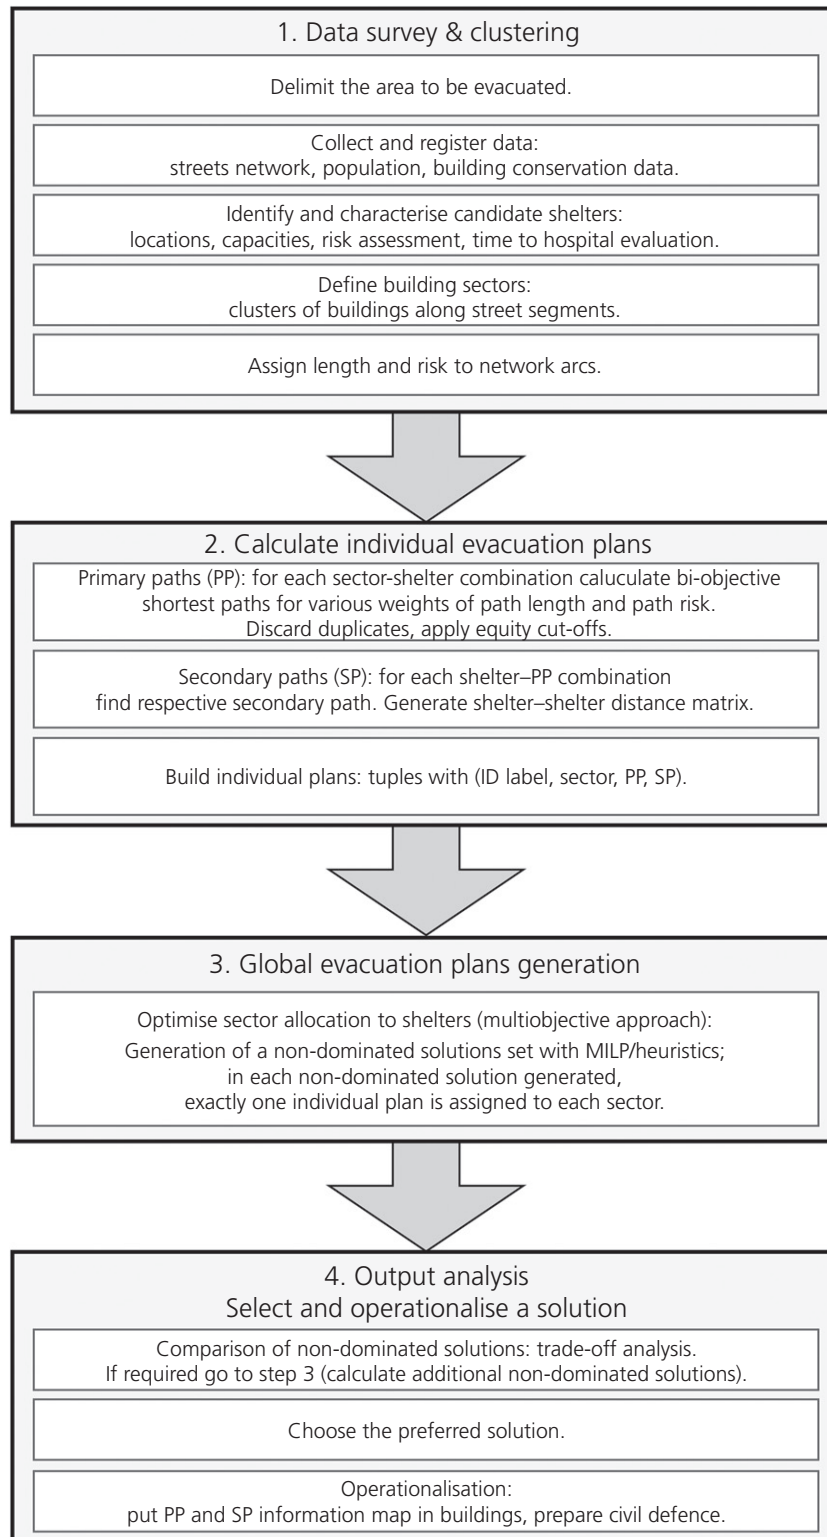 1. Data survey & clustering
Delimit the area to be evacuated.
Collect and register data:
streets network, population, building conservation data.
Identify and characterise candidate shelters:
locations, capacities, risk assessment, time to hospital evaluation.
Define building sectors:
clusters of buildings along street segments.
Assign length and risk to network arcs.
2. Calculate individual evacuation plans
Primary paths (PP): for each sector-shelter combination caluculate bi-objective
shortest paths for various weights of path length and path risk.
Discard duplicates, apply equity cut-offs.
Secondary paths (SP): for each shelter–PP combination
find respective secondary path. Generate shelter–shelter distance matrix.
Build individual plans: tuples with (ID label, sector, PP, SP).
3. Global evacuation plans generation
Optimise sector allocation to shelters (multiobjective approach):
Generation of a non-dominated solutions set with MILP/heuristics;
in each non-dominated solution generated,
exactly one individual plan is assigned to each sector.
4. Output analysis
Select and operationalise a solution
Comparison of non-dominated solutions: trade-off analysis.
If required go to step 3 (calculate additional non-dominated solutions).
Choose the preferred solution.
Operationalisation:
put PP and SP information map in buildings, prepare civil defence.